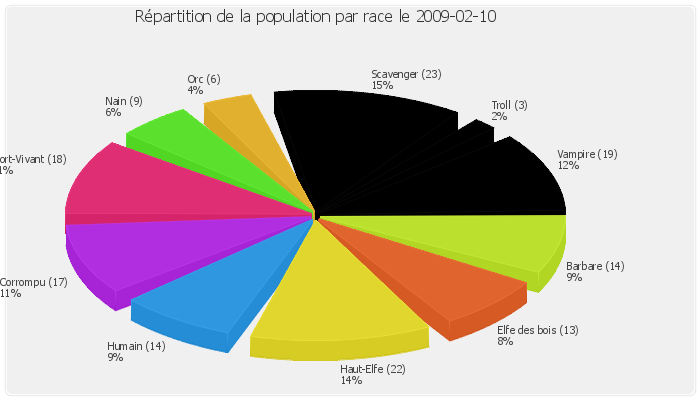 Répartition de la population par race le 2009-02-10
Scavenger (23)
15%
Orc (6)
4%
Troll (3)
2%
Nain (9)
6%
Vampire (19)
12%
ort-Vivant (18)
1%
Barbare (14)
9%
Corrompu (17)
11%
Elfe des bois (13)
8%
Humain (14)
9%
Haut-Elfe (22)
14%